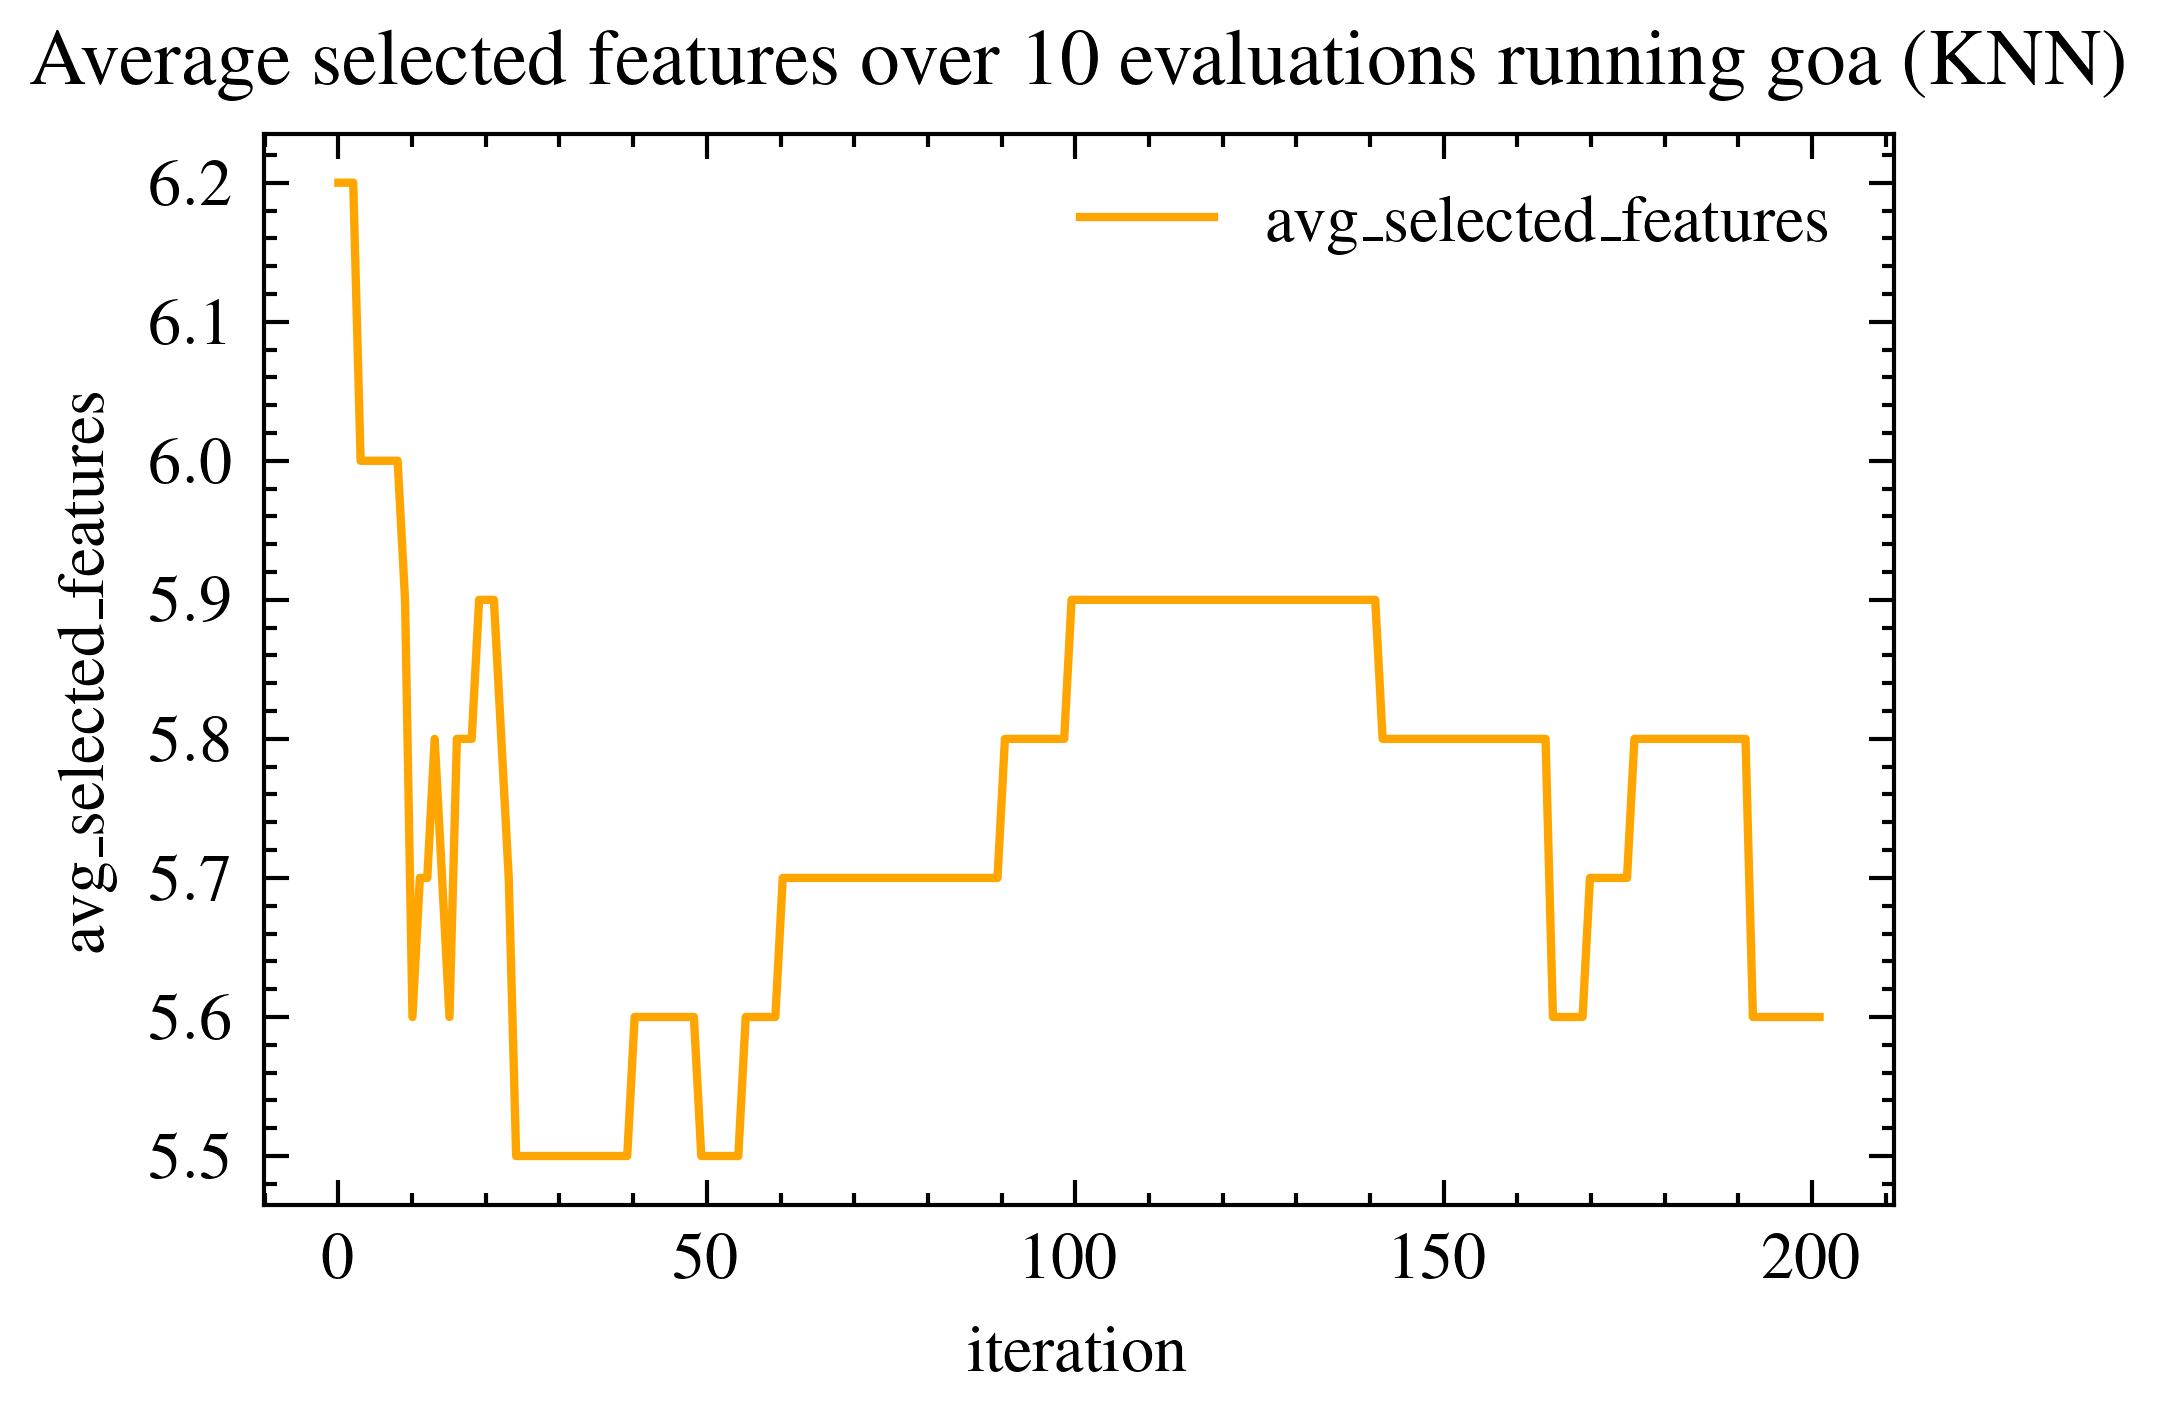 Average selected features over 10 evaluations running goa (KNN)
avg_selected_features
6.2
6.1
6.0
5.9
5.8
5.7
5.6
5.5
avg_selected_features
0 50 100 150 200
iteration